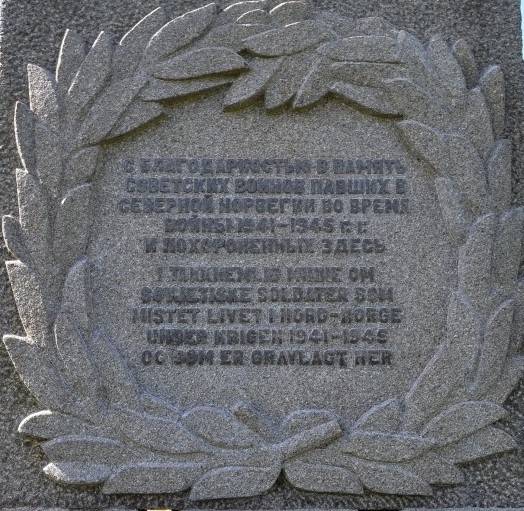 С БЛАГОДАРНОСТЬЮ В ПАМЯТЬ
СОВЕТСКИХ ВОИНОВ ПАВШИХ В
СЕВЕРНОЙ НОРВЕГИИ ВО ВРЕМЯ
ВОЙНЫ 1941-1945 Г. Г.
И ПОХОРОНЕННЫХ ЗДЕСЬ
I TAKKNEMLIG MINNE OM
SOVJETISKE SOLDATER SOM
MISTET LIVET I NORD-NORGE
UNDER KRIGEN 1941-1945
OG SOM ER GRAVLAGT HER